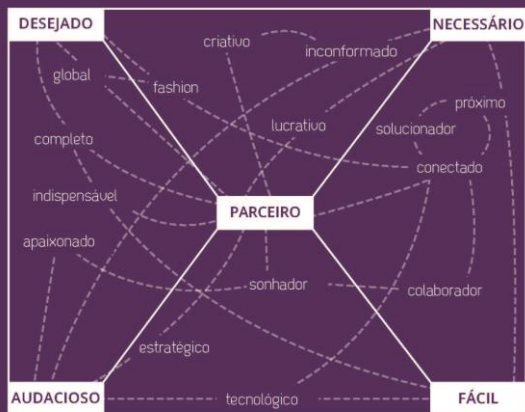 DESEJADO
NECESSÁRIO
criativo
inconformado
global
fashion
próximo
lucrativo
solucionador
completo
conectado
indispensável
PARCEIRO
apaixonado
sonhador
colaborador
estratégico
AUDACIOSO
tecnológico
FÁCIL